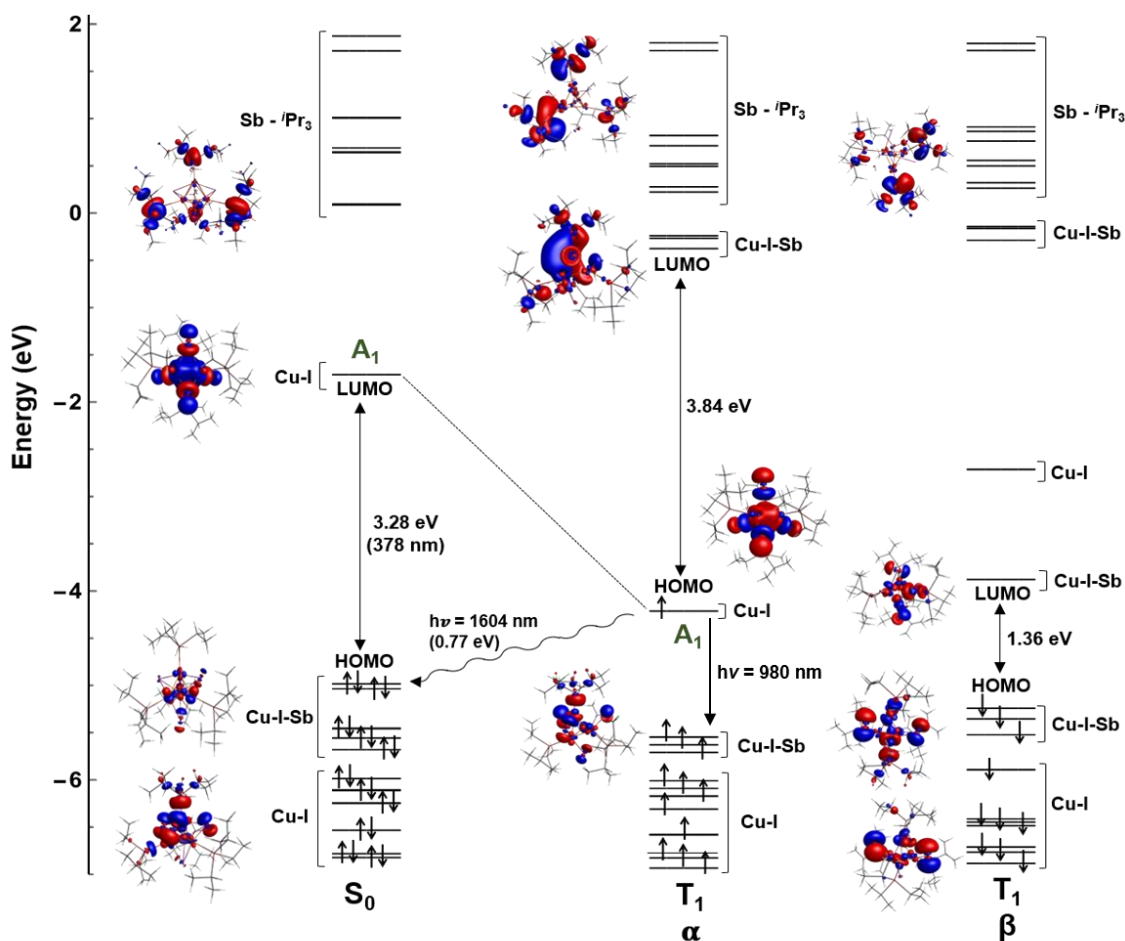 Energy (eV)
2
0
−2
−4
−6
Sb - ⁱPr₃
A₁
Cu-I
LUMO
3.28 eV
(378 nm)
HOMO
Cu-I-Sb
Cu-I
S₀
hν = 1604 nm
(0.77 eV)
Sb - ⁱPr₃
Cu-I-Sb
LUMO
3.84 eV
HOMO
Cu-I
A₁
hν = 980 nm
Cu-I-Sb
Cu-I
T₁
α
Sb - ⁱPr₃
Cu-I-Sb
Cu-I
Cu-I-Sb
LUMO
1.36 eV
HOMO
Cu-I-Sb
Cu-I
T₁
β